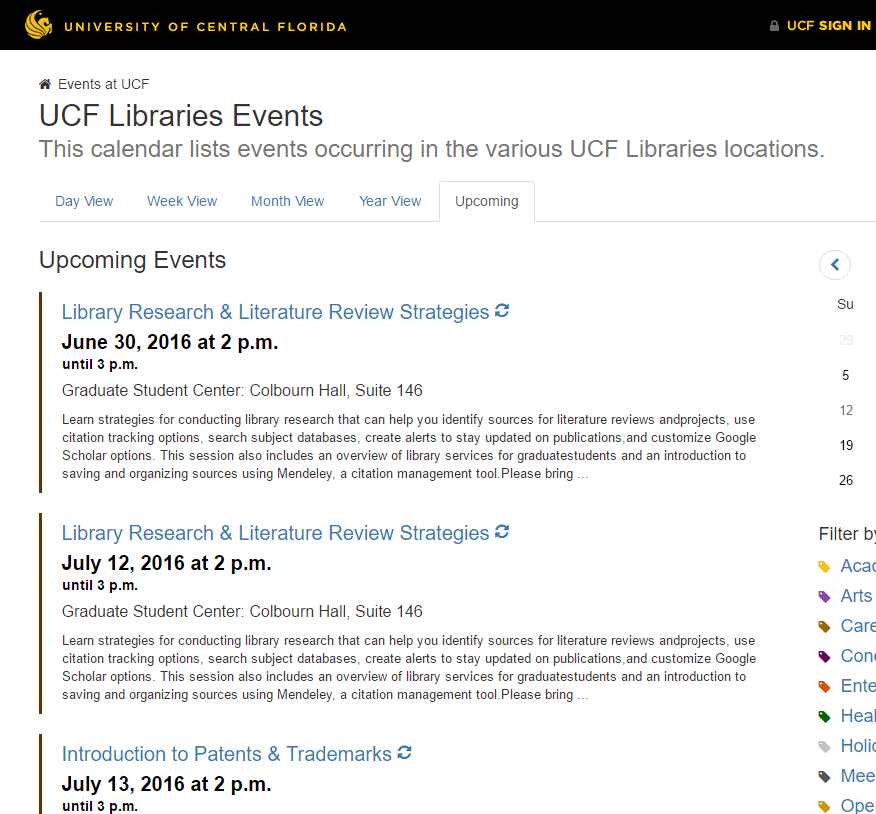 UNIVERSITY OF CENTRAL FLORIDA
UCF SIGN IN
Events at UCF
UCF Libraries Events
This calendar lists events occurring in the various UCF Libraries locations.
Day View
Week View
Month View
Year View
Upcoming
Upcoming Events
Library Research & Literature Review Strategies
June 30, 2016 at 2 p.m.
until 3 p.m.
Graduate Student Center: Colbourn Hall, Suite 146
Learn strategies for conducting library research that can help you identify sources for literature reviews andprojects, use
citation tracking options, search subject databases, create alerts to stay updated on publications,and customize Google
Scholar options. This session also includes an overview of library services for graduatestudents and an introduction to
saving and organizing sources using Mendeley, a citation management tool.Please bring ...
Library Research & Literature Review Strategies
July 12, 2016 at 2 p.m.
until 3 p.m.
Graduate Student Center: Colbourn Hall, Suite 146
Learn strategies for conducting library research that can help you identify sources for literature reviews andprojects, use
citation tracking options, search subject databases, create alerts to stay updated on publications,and customize Google
Scholar options. This session also includes an overview of library services for graduatestudents and an introduction to
saving and organizing sources using Mendeley, a citation management tool.Please bring ...
Introduction to Patents & Trademarks
July 13, 2016 at 2 p.m.
until 3 p.m.
Su
29
5
12
19
26
Filter by
Acad
Arts
Care
Conc
Ente
Heal
Holid
Mee
Oper